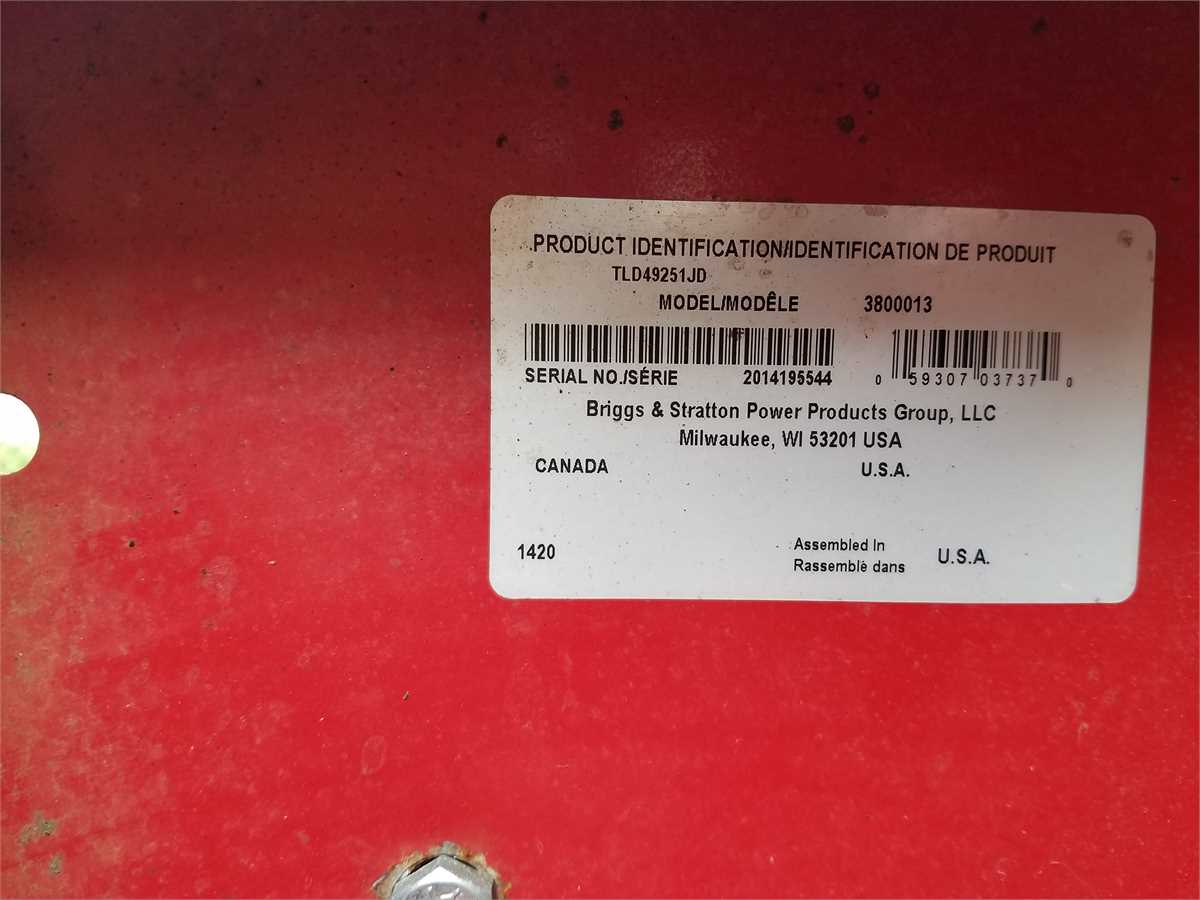 PRODUCT IDENTIFICATION/IDENTIFICATION DE PRODUIT
TLD49251JD
MODEL/MODÊLE 3800013
SERIAL NO./SÉRIE 2014195544 0 59307 03737 0
Briggs & Stratton Power Products Group, LLC
Milwaukee, WI 53201 USA
CANADA U.S.A.
1420 Assembled In U.S.A.
Rassemblé dans